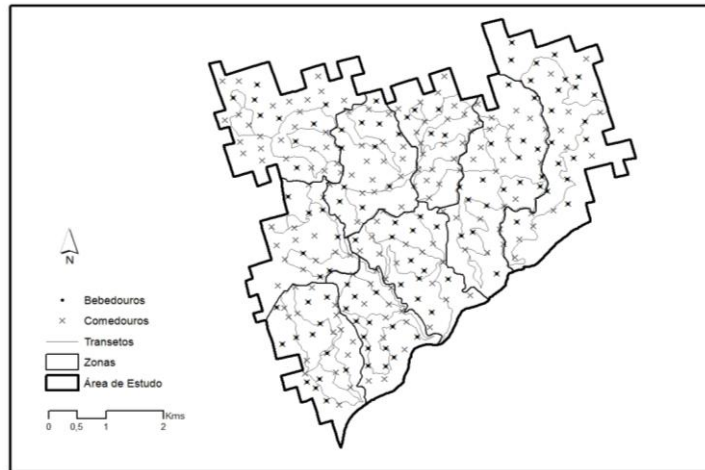 N
Bebedouros
Comedouros
Transetos
Zonas
Área de Estudo
Kms
0 0,5 1 2